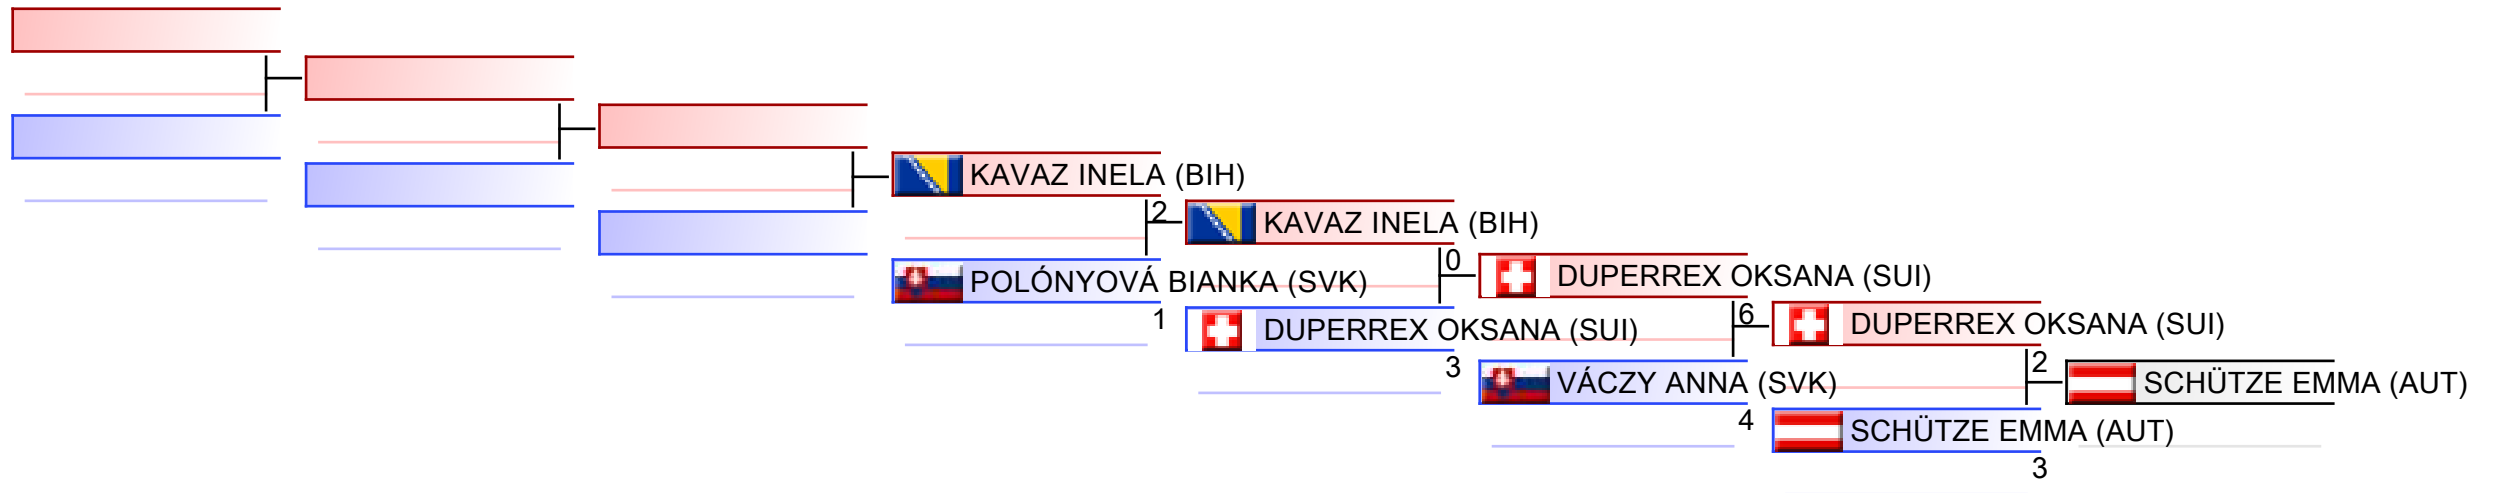 KAVAZ INELA (BIH)
2
KAVAZ INELA (BIH)
POLÓNYOVÁ BIANKA (SVK)
1
0
DUPERREX OKSANA (SUI)
DUPERREX OKSANA (SUI)
3
6
DUPERREX OKSANA (SUI)
VÁCZY ANNA (SVK)
4
2
SCHÜTZE EMMA (AUT)
SCHÜTZE EMMA (AUT)
3